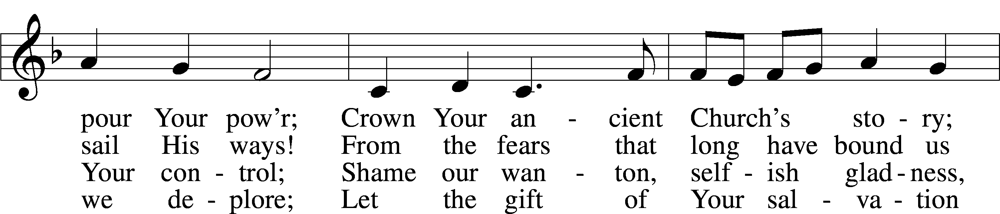 pour Your pow'r; Crown Your an - cient Church's sto - ry;
sail His ways! From the fears that long have bound us
Your con - trol; Shame our wan - ton, self - ish glad - ness,
we de - plore; Let the gift of Your sal - va - tion